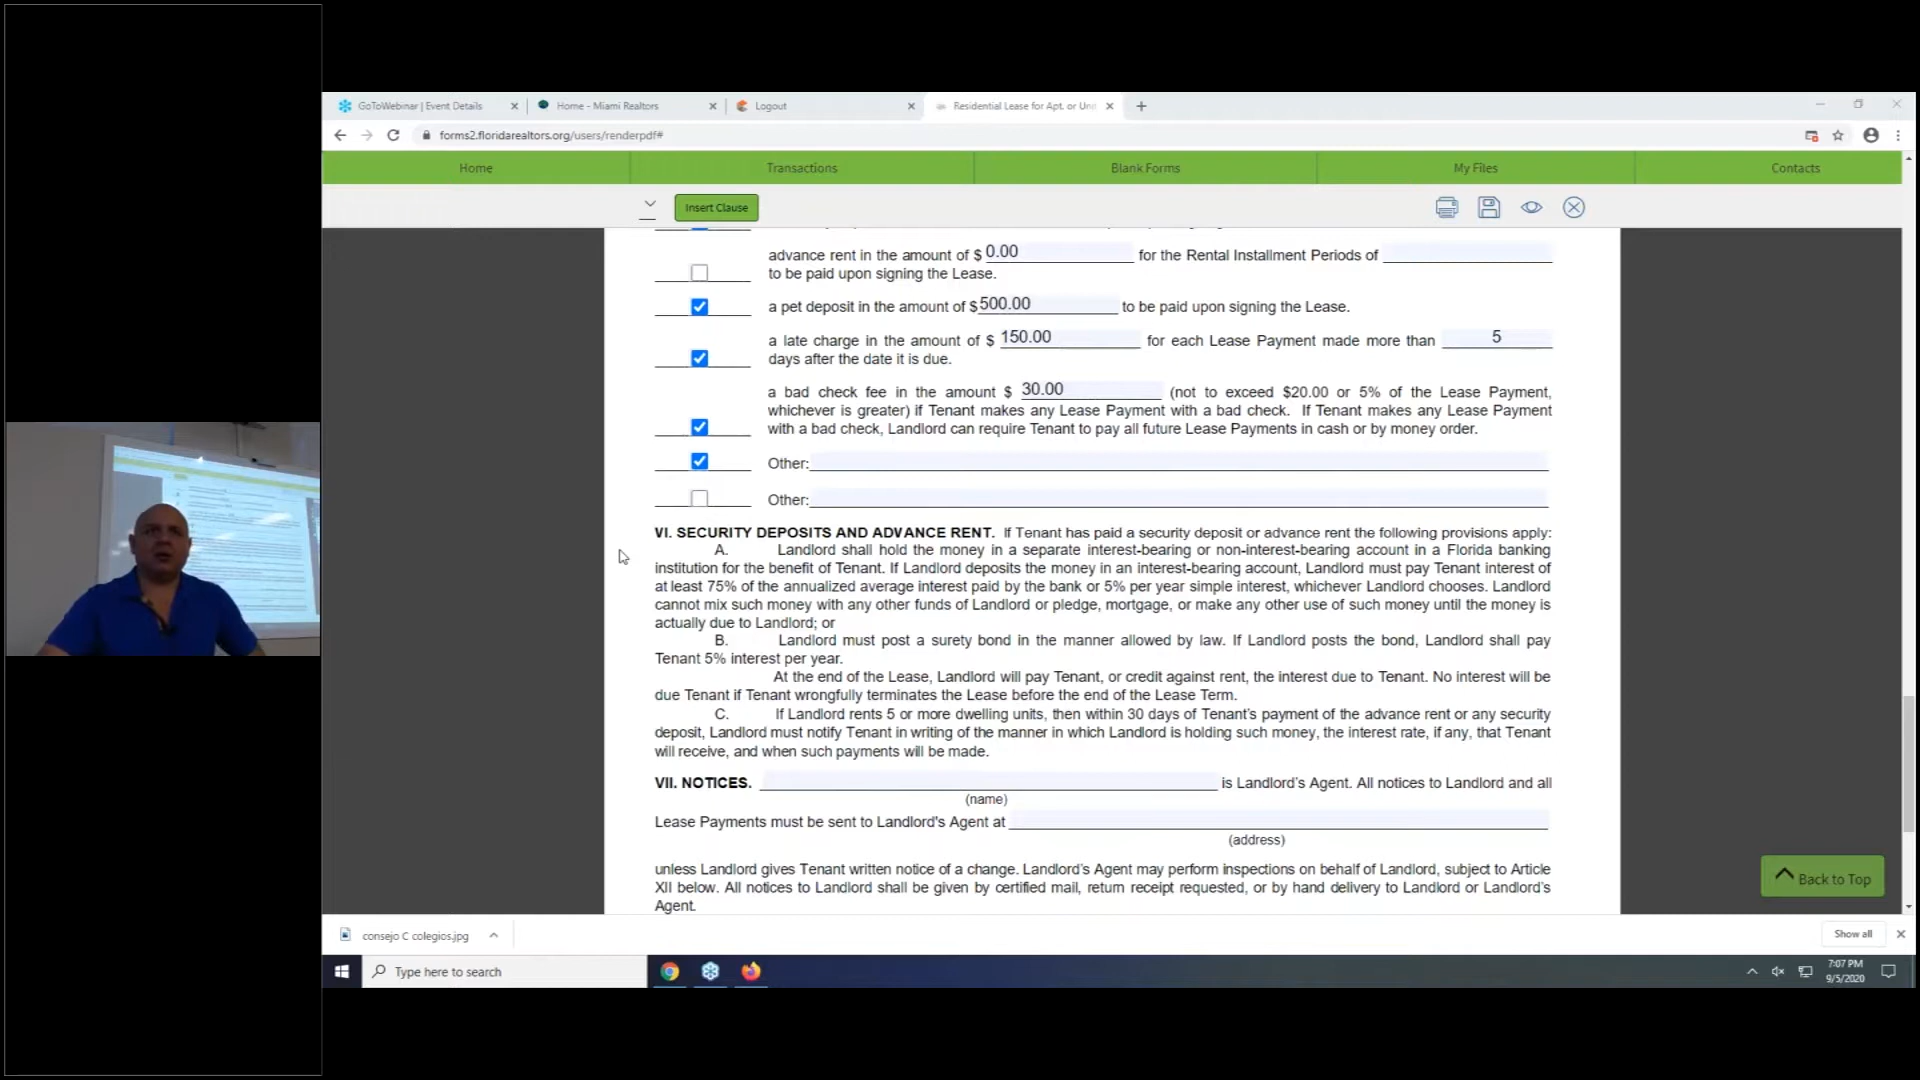 GoToWebinar | Event Details
Home - Miami Realtors
Logout
Residential Lease for Apt. or Uni
forms2.floridarealtors.org/users/renderpdf#
Home
Transactions
Blank Forms
My Files
Contacts
Insert Clause
advance rent in the amount of $ 0.00 for the Rental Installment Periods of
to be paid upon signing the Lease.
a pet deposit in the amount of $ 500.00 to be paid upon signing the Lease.
a late charge in the amount of $ 150.00 for each Lease Payment made more than 5
days after the date it is due.
a bad check fee in the amount $ 30.00 (not to exceed $20.00 or 5% of the Lease Payment,
whichever is greater) if Tenant makes any Lease Payment with a bad check. If Tenant makes any Lease Payment
with a bad check, Landlord can require Tenant to pay all future Lease Payments in cash or by money order.
Other:
Other:
VI. SECURITY DEPOSITS AND ADVANCE RENT. If Tenant has paid a security deposit or advance rent the following provisions apply:
A. Landlord shall hold the money in a separate interest-bearing or non-interest-bearing account in a Florida banking
institution for the benefit of Tenant. If Landlord deposits the money in an interest-bearing account, Landlord must pay Tenant interest of
at least 75% of the annualized average interest paid by the bank or 5% per year simple interest, whichever Landlord chooses. Landlord
cannot mix such money with any other funds of Landlord or pledge, mortgage, or make any other use of such money until the money is
actually due to Landlord; or
B. Landlord must post a surety bond in the manner allowed by law. If Landlord posts the bond, Landlord shall pay
Tenant 5% interest per year.
At the end of the Lease, Landlord will pay Tenant, or credit against rent, the interest due to Tenant. No interest will be
due Tenant if Tenant wrongfully terminates the Lease before the end of the Lease Term.
C. If Landlord rents 5 or more dwelling units, then within 30 days of Tenant's payment of the advance rent or any security
deposit, Landlord must notify Tenant in writing of the manner in which Landlord is holding such money, the interest rate, if any, that Tenant
will receive, and when such payments will be made.
VII. NOTICES. is Landlord's Agent. All notices to Landlord and all
(name)
Lease Payments must be sent to Landlord's Agent at
(address)
unless Landlord gives Tenant written notice of a change. Landlord's Agent may perform inspections on behalf of Landlord, subject to Article
XII below. All notices to Landlord shall be given by certified mail, return receipt requested, or by hand delivery to Landlord or Landlord's
Agent.
Back to Top
consejo C colegios.jpg
Show all
Type here to search
7:07 PM
9/5/2020